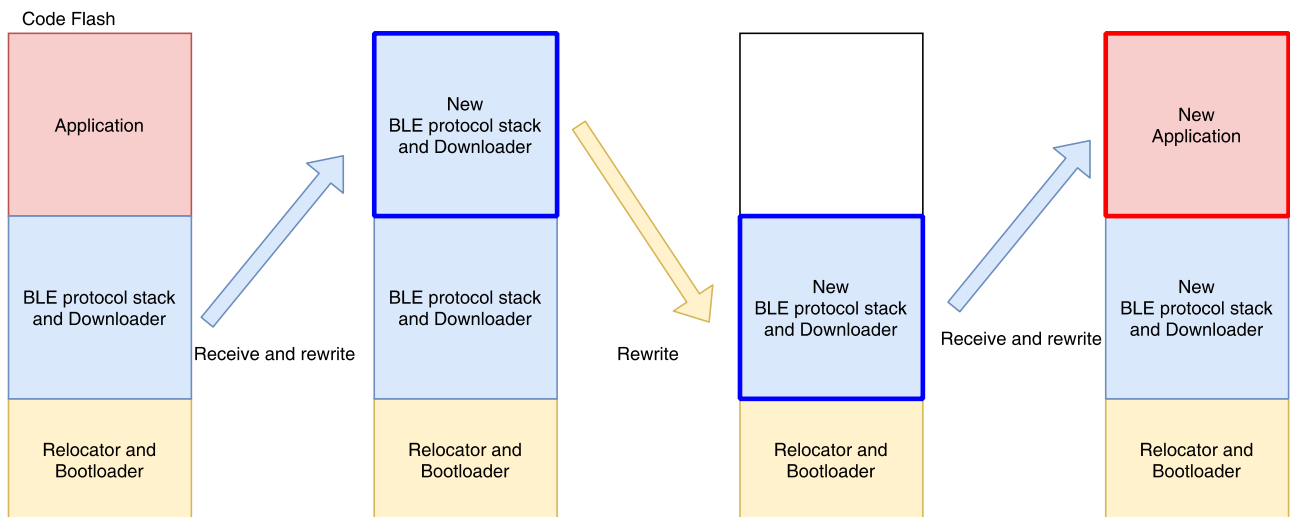 Code Flash
Application
BLE protocol stack
and Downloader
Relocator and
Bootloader
Receive and rewrite
New
BLE protocol stack
and Downloader
BLE protocol stack
and Downloader
Relocator and
Bootloader
Rewrite
New
BLE protocol stack
and Downloader
Relocator and
Bootloader
Receive and rewrite
New
Application
New
BLE protocol stack
and Downloader
Relocator and
Bootloader